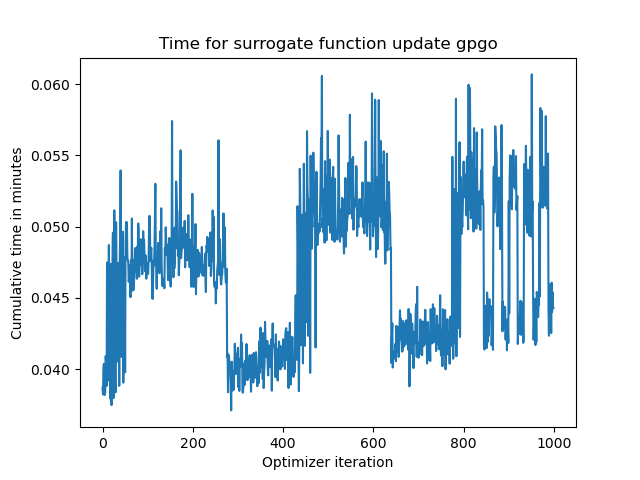 Time for surrogate function update gpgo
Cumulative time in minutes
0.060
0.055
0.050
0.045
0.040
0 200 400 600 800 1000
Optimizer iteration